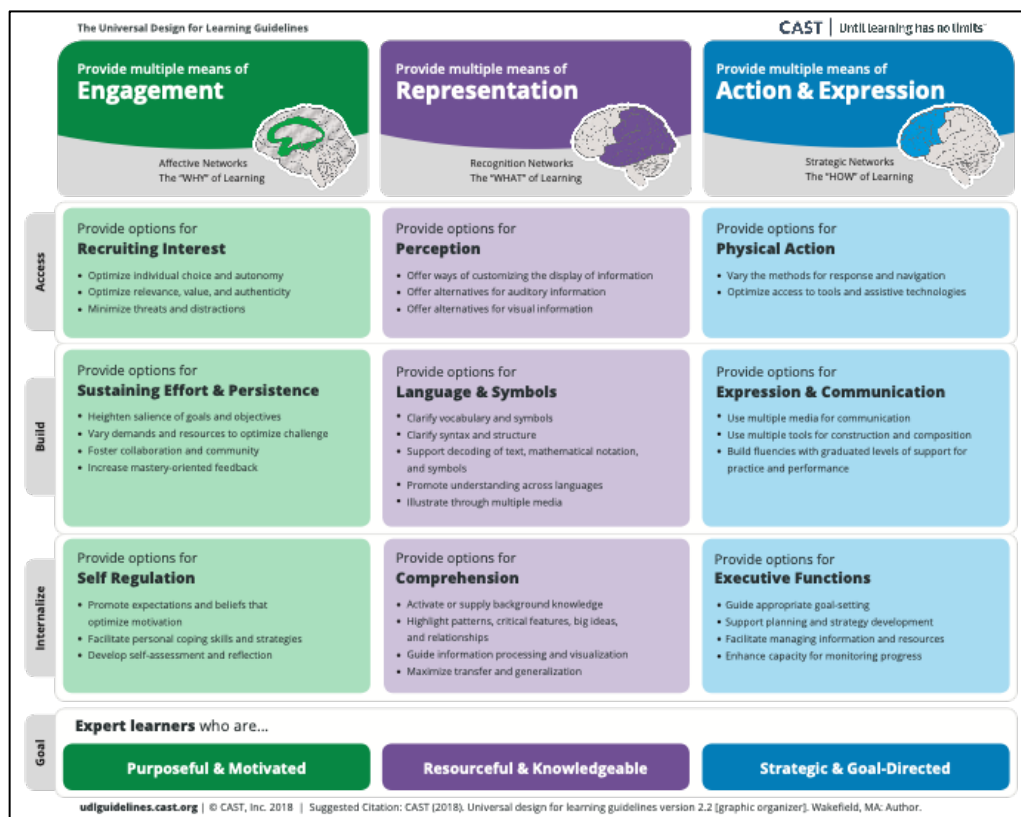 The Universal Design for Learning Guidelines
CAST | Until learning has no limits™
Provide multiple means of
Engagement
Affective Networks
The "WHY" of Learning
Provide multiple means of
Representation
Recognition Networks
The "WHAT" of Learning
Provide multiple means of
Action & Expression
Strategic Networks
The "HOW" of Learning
Access
Provide options for
Recruiting Interest
• Optimize individual choice and autonomy
• Optimize relevance, value, and authenticity
• Minimize threats and distractions
Provide options for
Perception
• Offer ways of customizing the display of information
• Offer alternatives for auditory information
• Offer alternatives for visual information
Provide options for
Physical Action
• Vary the methods for response and navigation
• Optimize access to tools and assistive technologies
Build
Provide options for
Sustaining Effort & Persistence
• Heighten salience of goals and objectives
• Vary demands and resources to optimize challenge
• Foster collaboration and community
• Increase mastery-oriented feedback
Provide options for
Language & Symbols
• Clarify vocabulary and symbols
• Clarify syntax and structure
• Support decoding of text, mathematical notation,
and symbols
• Promote understanding across languages
• Illustrate through multiple media
Provide options for
Expression & Communication
• Use multiple media for communication
• Use multiple tools for construction and composition
• Build fluencies with graduated levels of support for
practice and performance
Internalize
Provide options for
Self Regulation
• Promote expectations and beliefs that
optimize motivation
• Facilitate personal coping skills and strategies
• Develop self-assessment and reflection
Provide options for
Comprehension
• Activate or supply background knowledge
• Highlight patterns, critical features, big ideas,
and relationships
• Guide information processing and visualization
• Maximize transfer and generalization
Provide options for
Executive Functions
• Guide appropriate goal-setting
• Support planning and strategy development
• Facilitate managing information and resources
• Enhance capacity for monitoring progress
Goal
Expert learners who are...
Purposeful & Motivated
Resourceful & Knowledgeable
Strategic & Goal-Directed
udlguidelines.cast.org | © CAST, Inc. 2018 | Suggested Citation: CAST (2018). Universal design for learning guidelines version 2.2 [graphic organizer]. Wakefield, MA: Author.